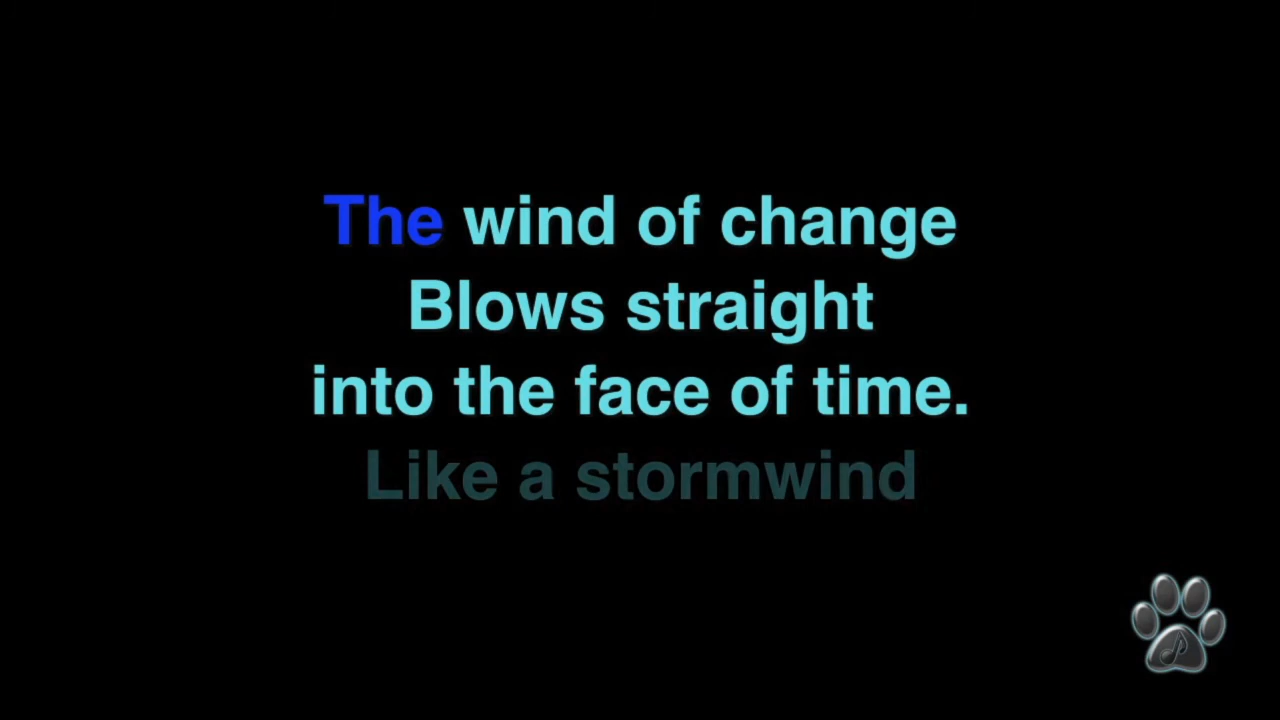 The wind of change
Blows straight
into the face of time.
Like a stormwind